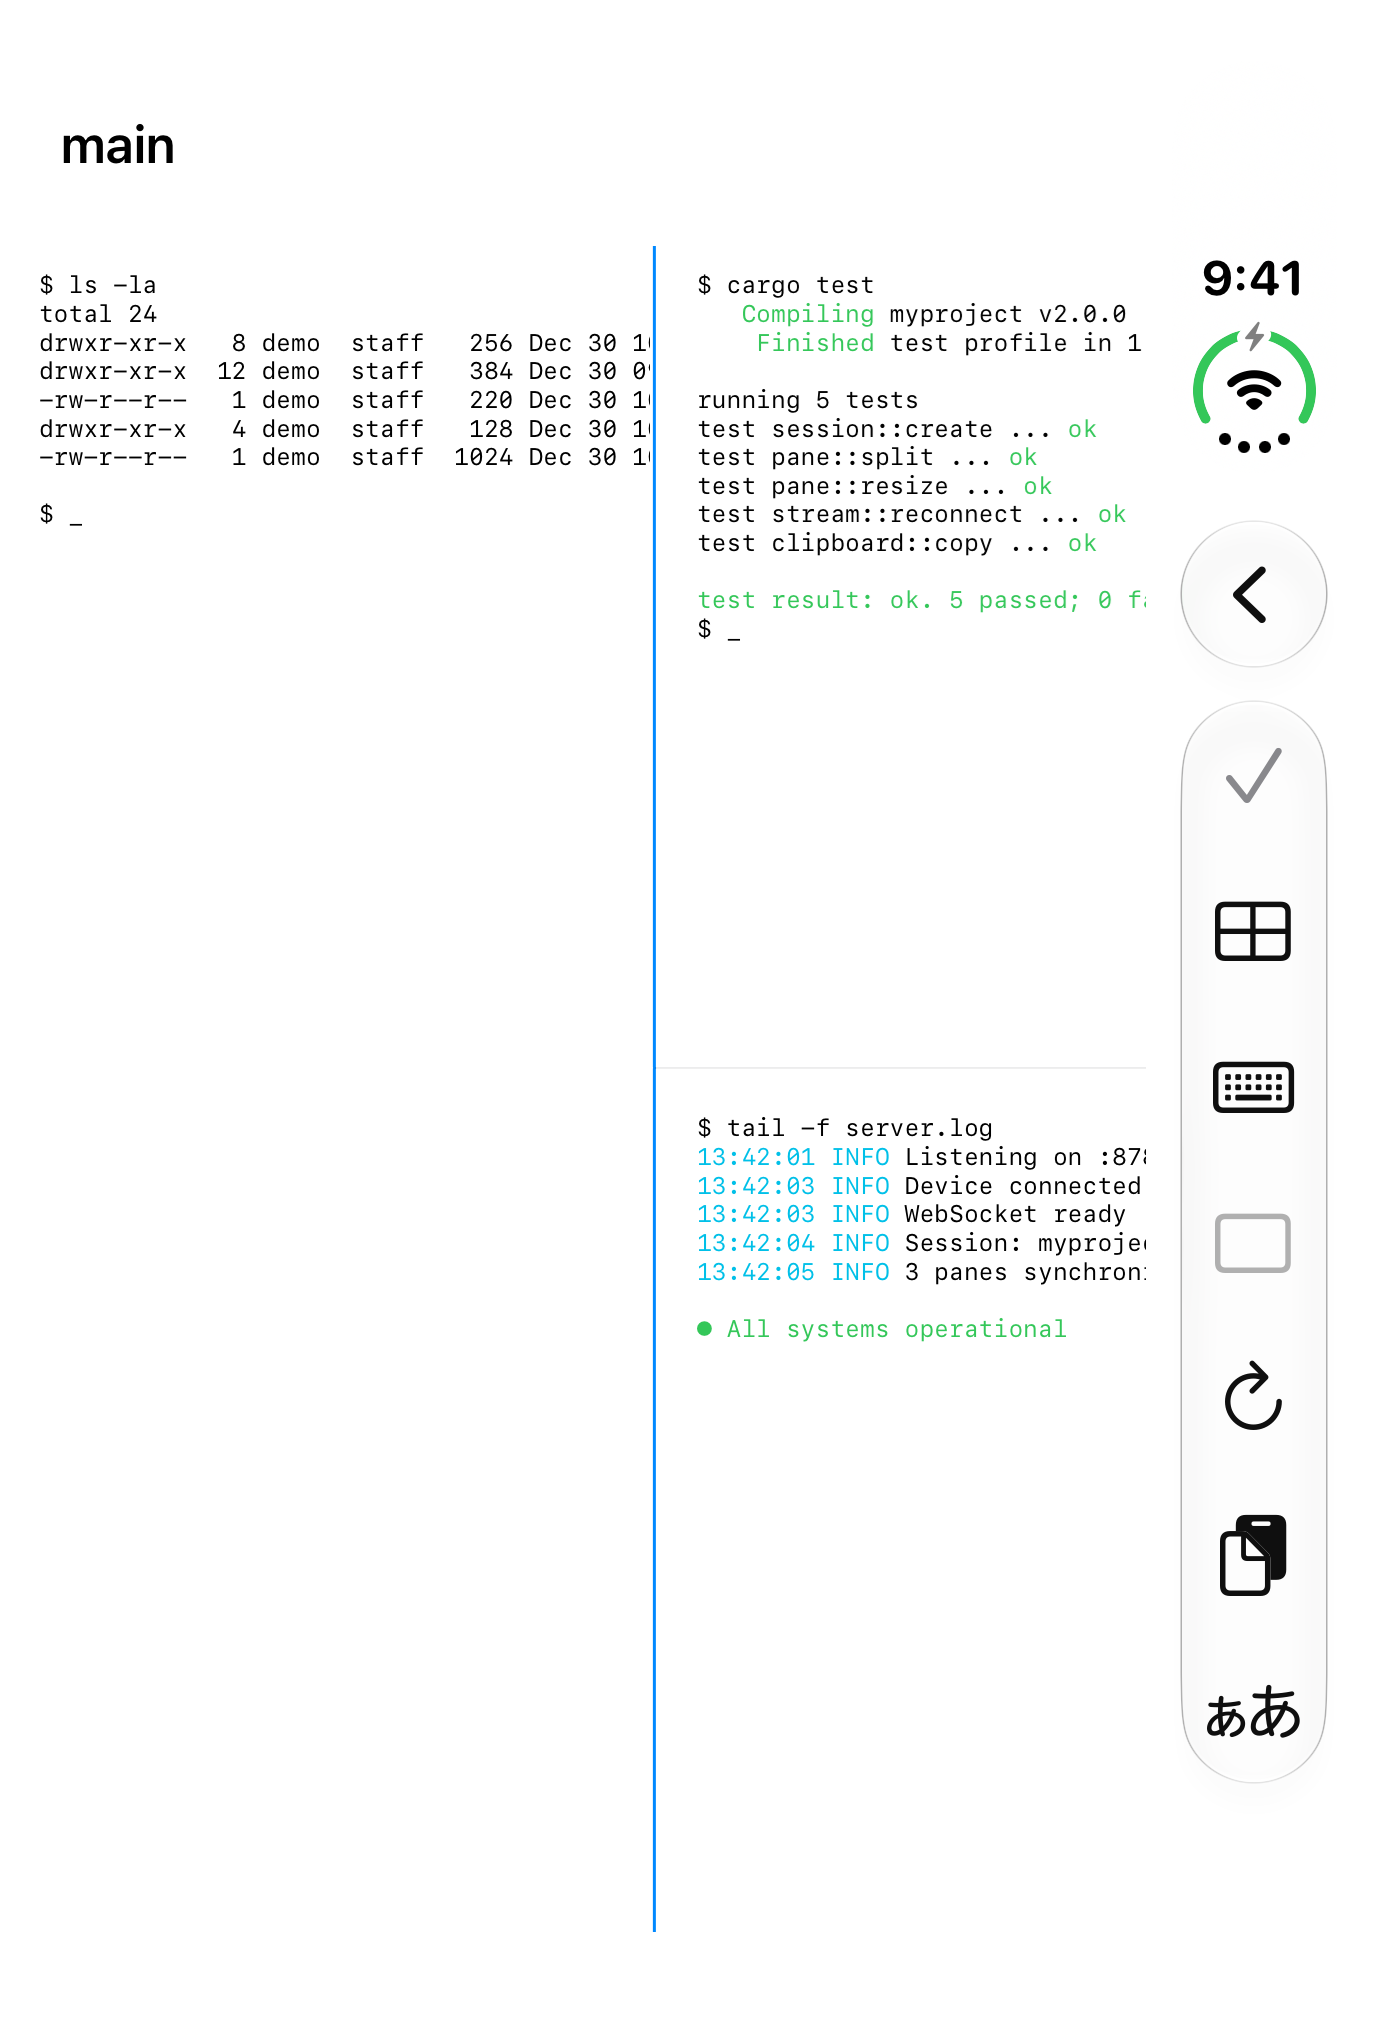 main
$ ls -la
total 24
drwxr-xr-x   8 demo  staff   256 Dec 30
drwxr-xr-x  12 demo  staff   384 Dec 30
-rw-r--r--   1 demo  staff   220 Dec 30
drwxr-xr-x   4 demo  staff   128 Dec 30
-rw-r--r--   1 demo  staff  1024 Dec 30
$ _
$ cargo test
   Compiling myproject v2.0.0
    Finished test profile in 1
running 5 tests
test session::create ... ok
test pane::split ... ok
test pane::resize ... ok
test stream::reconnect ... ok
test clipboard::copy ... ok
test result: ok. 5 passed; 0
$ _
$ tail -f server.log
13:42:01 INFO Listening on
13:42:03 INFO Device connected
13:42:03 INFO WebSocket ready
13:42:04 INFO Session:
13:42:05 INFO 3 panes
● All systems operational
9:41
ああ